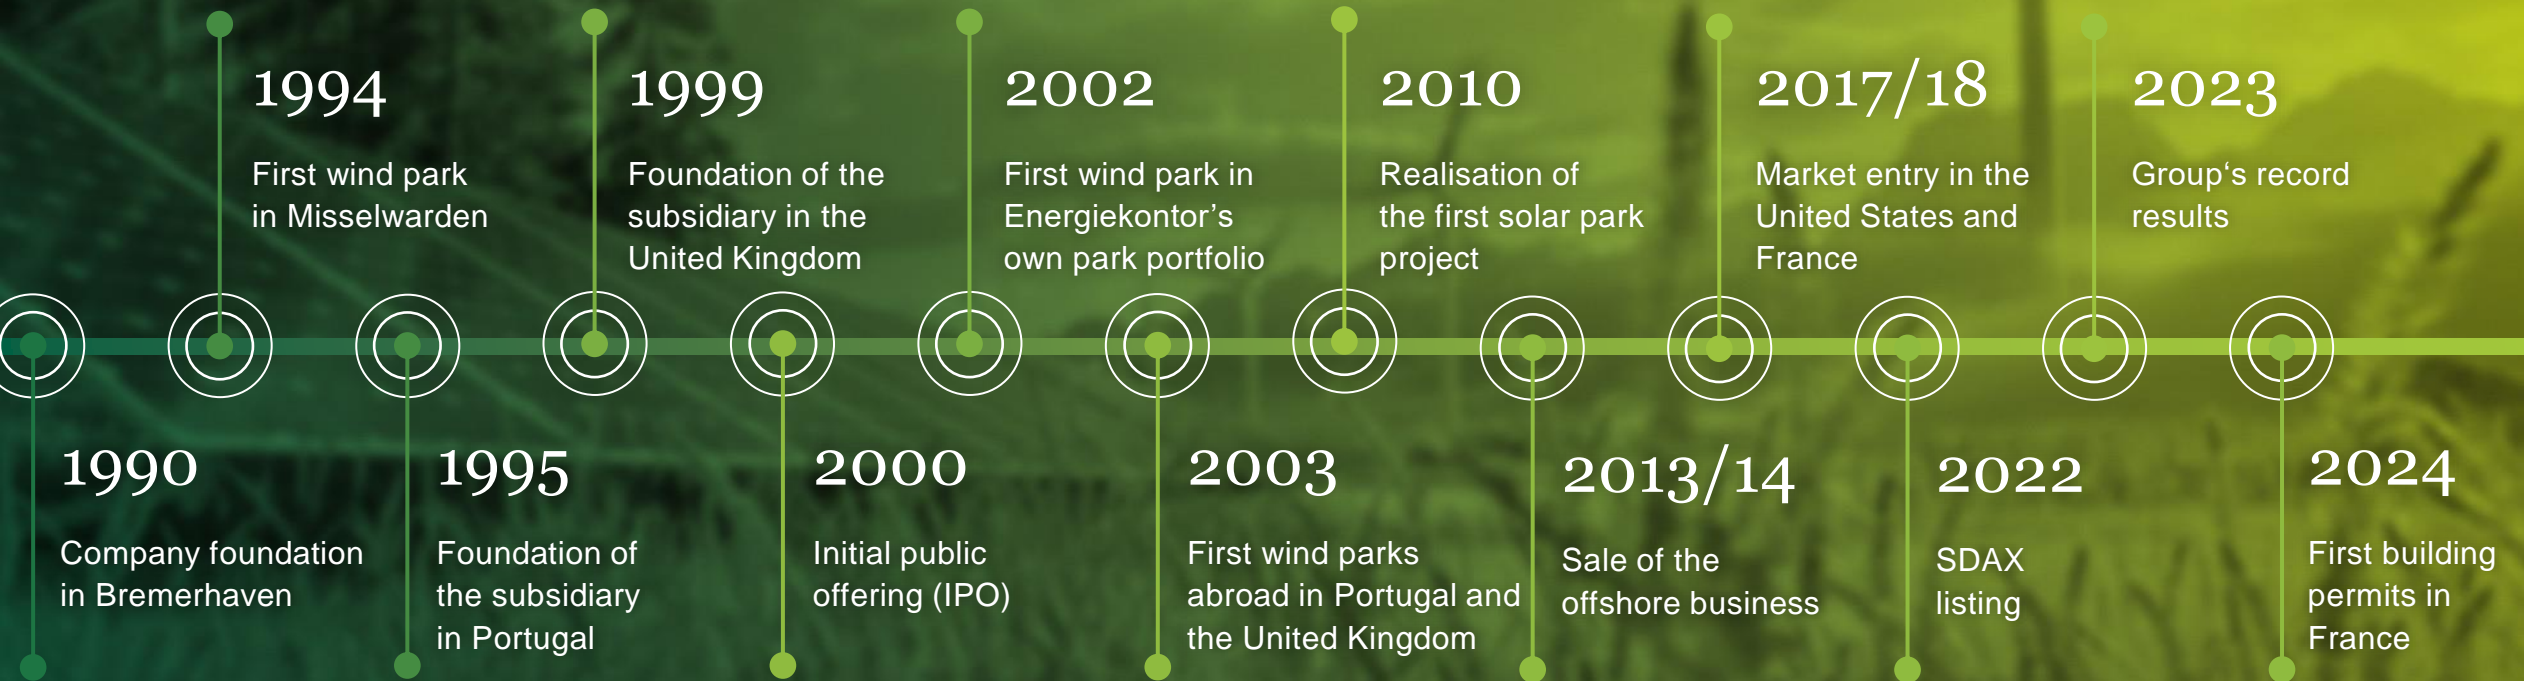 1994
First wind park
in Misselwarden
1999
Foundation of the
subsidiary in the
United Kingdom
2002
First wind park in
Energiekontor’s
own park portfolio
2010
Realisation of
the first solar park
project
2017/18
Market entry in the
United States and
France
2023
Group‘s record
results
1990
Company foundation
in Bremerhaven
1995
Foundation of
the subsidiary
in Portugal
2000
Initial public
offering (IPO)
2003
First wind parks
abroad in Portugal and
the United Kingdom
2013/14
Sale of the
offshore business
2022
SDAX
listing
2024
First building
permits in
France